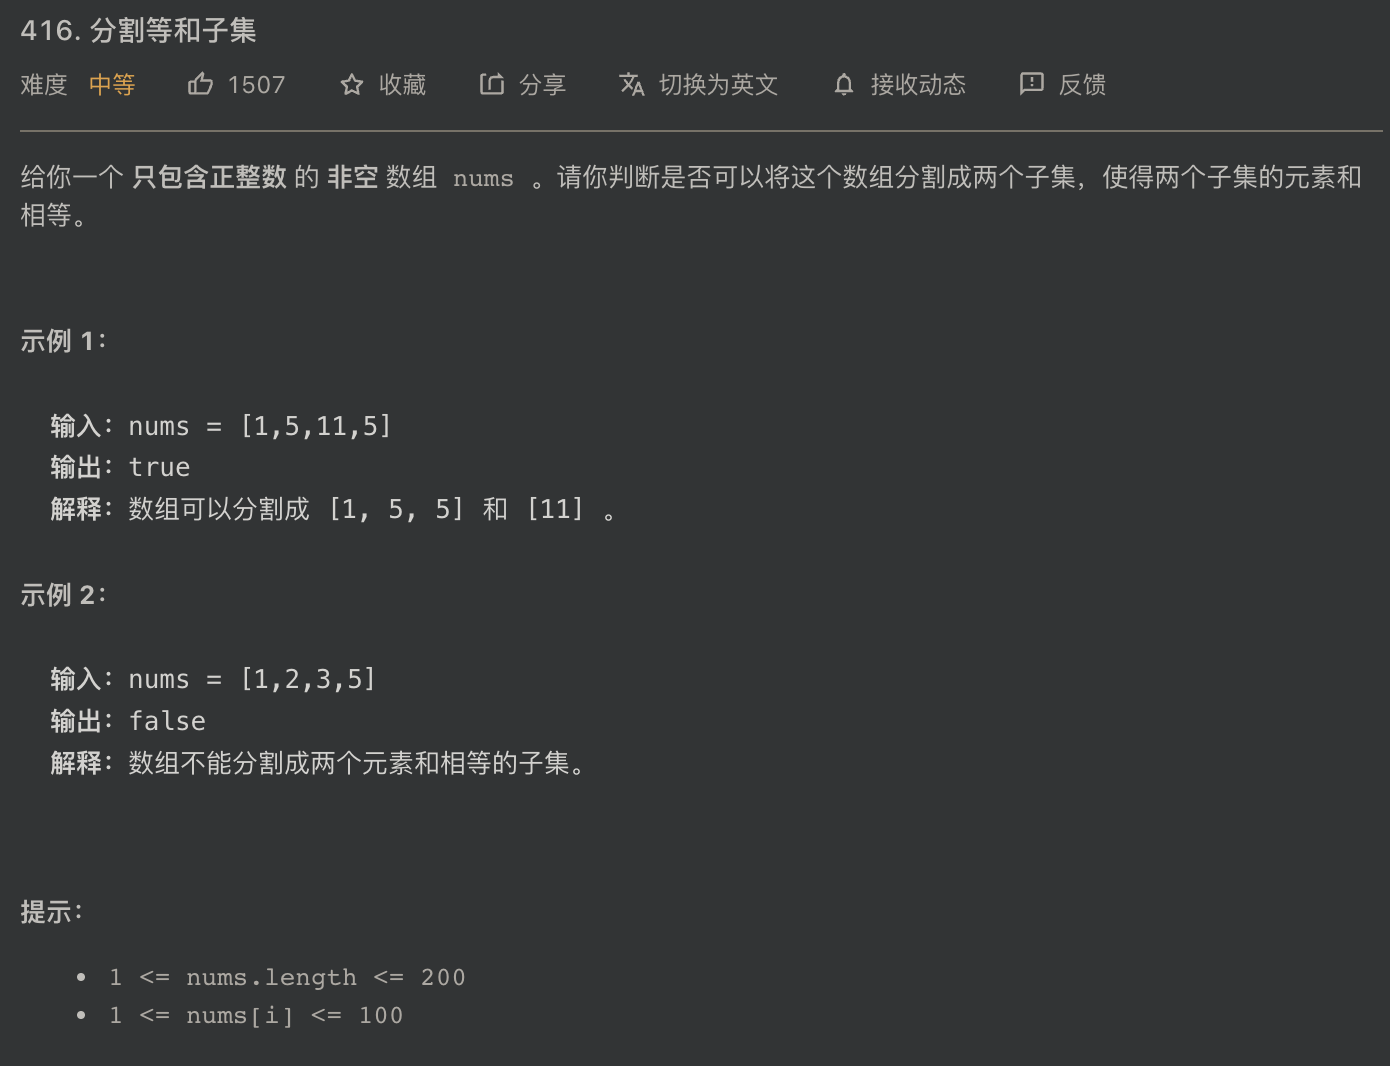 416. 分割等和子集
难度 中等 1507 收藏 分享 切换为英文 接收动态 反馈
给你一个 只包含正整数 的 非空 数组 nums 。请你判断是否可以将这个数组分割成两个子集，使得两个子集的元素和
相等。
示例 1：
输入：nums = [1,5,11,5]
输出：true
解释：数组可以分割成 [1, 5, 5] 和 [11] 。
示例 2：
输入：nums = [1,2,3,5]
输出：false
解释：数组不能分割成两个元素和相等的子集。
提示：
• 1 <= nums.length <= 200
• 1 <= nums[i] <= 100